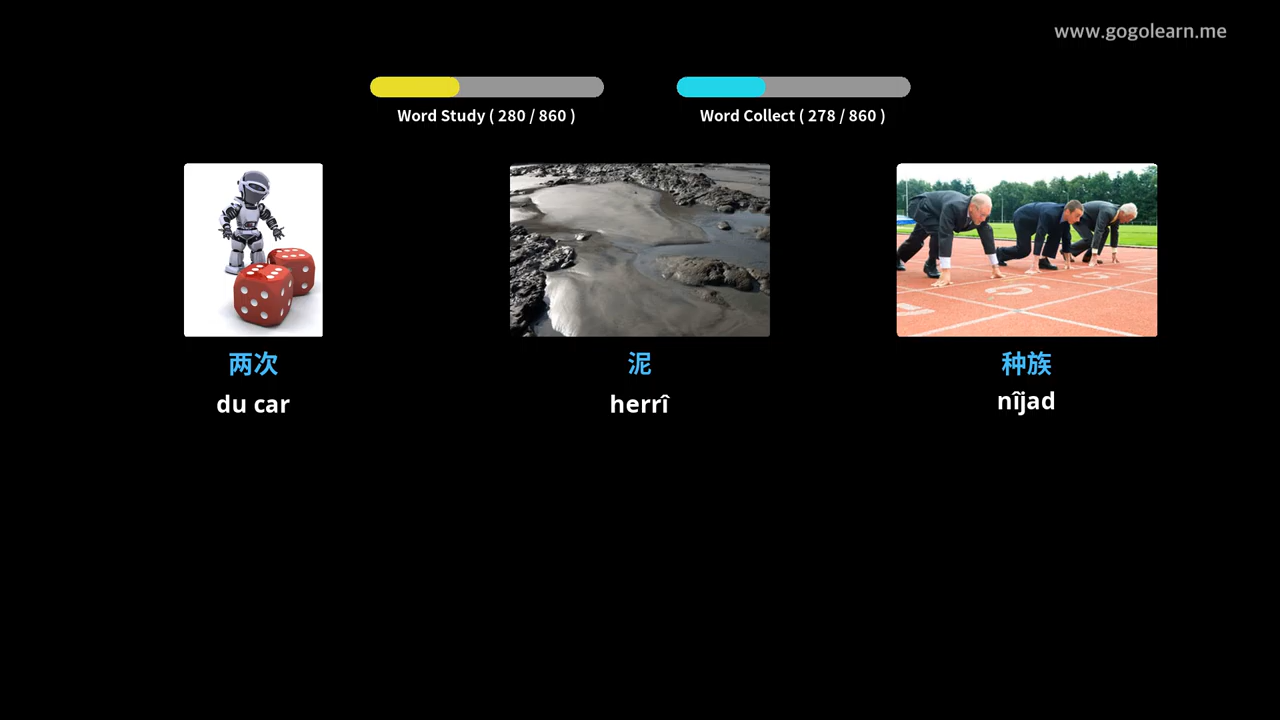 www.gogolearn.me
Word Study ( 280 / 860 )
Word Collect ( 278 / 860 )
两次
泥
种族
du car
herrî
nîjad